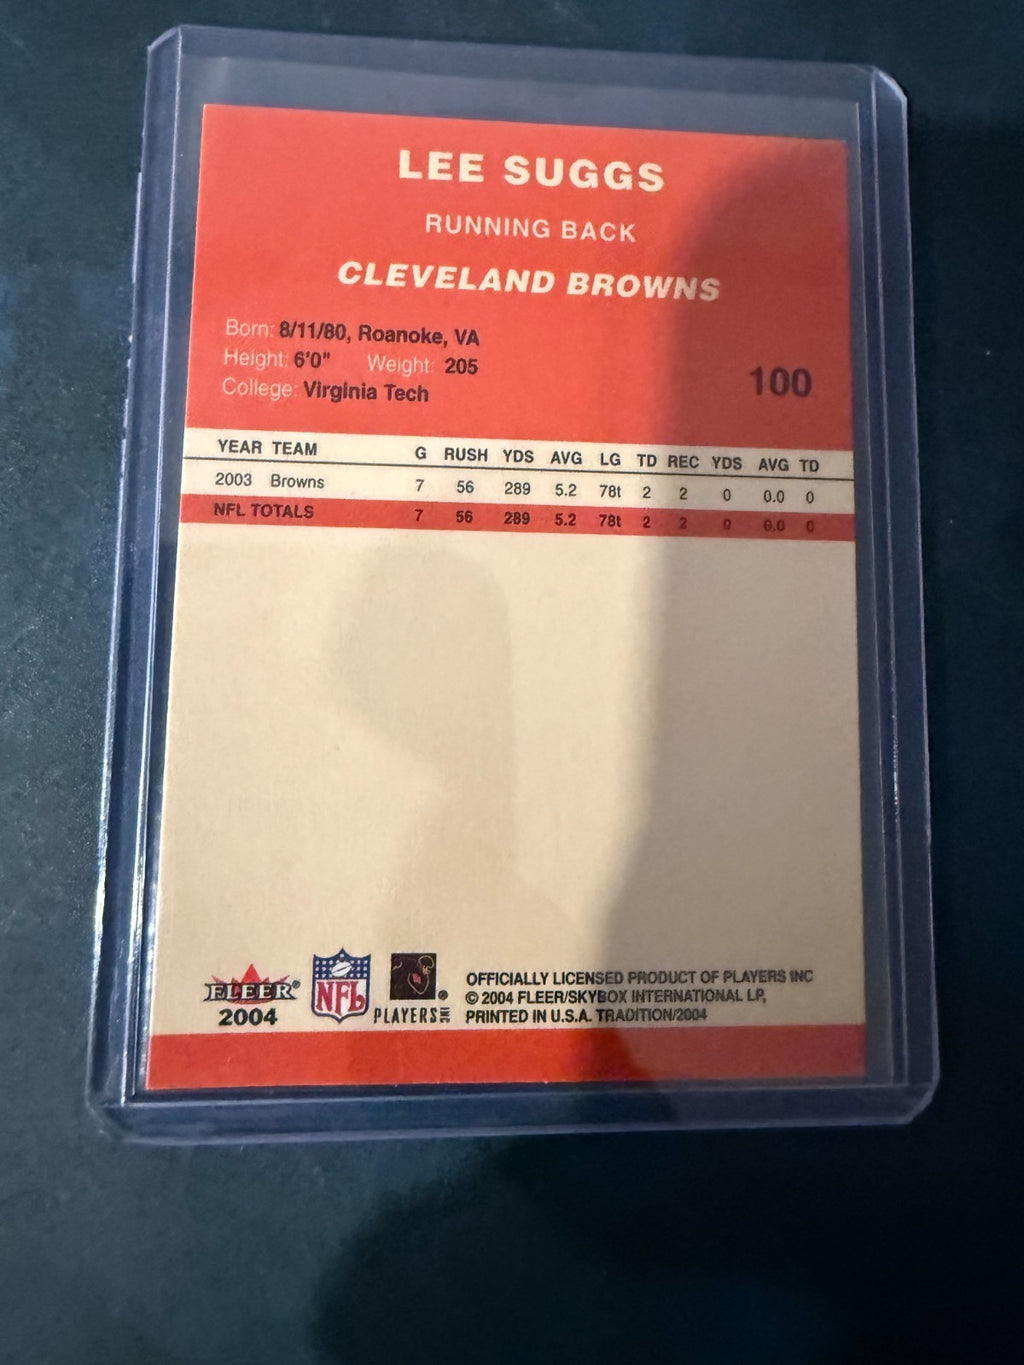 LEE SUGGS
RUNNING BACK
CLEVELAND BROWNS
Born: 8/11/80, Roanoke, VA
Height: 6'0" Weight: 205
College: Virginia Tech
100
YEAR TEAM G RUSH YDS AVG LG TD REC YDS AVG TD
2003 Browns 7 56 289 5.2 78t 2 2 0 0.0 0
NFL TOTALS 7 56 289 5.2 78t 2 2 0 0.0 0
FLEER®
2004
NFL
PLAYERS INC
OFFICIALLY LICENSED PRODUCT OF PLAYERS INC
© 2004 FLEER/SKYBOX INTERNATIONAL LP,
PRINTED IN U.S.A. TRADITION/2004